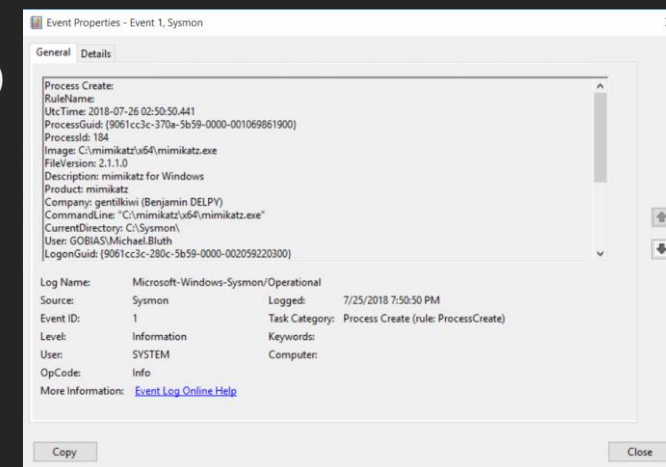 Event Properties - Event 1, Sysmon
General Details
Process Create:
RuleName:
UtcTime: 2018-07-26 02:50:50.441
ProcessGuid: {9061cc3c-370a-5b59-0000-001069861900}
ProcessId: 184
Image: C:\mimikatz\x64\mimikatz.exe
FileVersion: 2.1.1.0
Description: mimikatz for Windows
Product: mimikatz
Company: gentilkiwi (Benjamin DELPY)
CommandLine: "C:\mimikatz\x64\mimikatz.exe"
CurrentDirectory: C:\Sysmon\
User: GOBIAS\Michael.Bluth
LogonGuid: {9061cc3c-280c-5b59-0000-002059220300}
Log Name: Microsoft-Windows-Sysmon/Operational
Source: Sysmon Logged: 7/25/2018 7:50:50 PM
Event ID: 1 Task Category: Process Create (rule: ProcessCreate)
Level: Information Keywords:
User: SYSTEM Computer:
OpCode: Info
More Information: Event Log Online Help
Copy Close